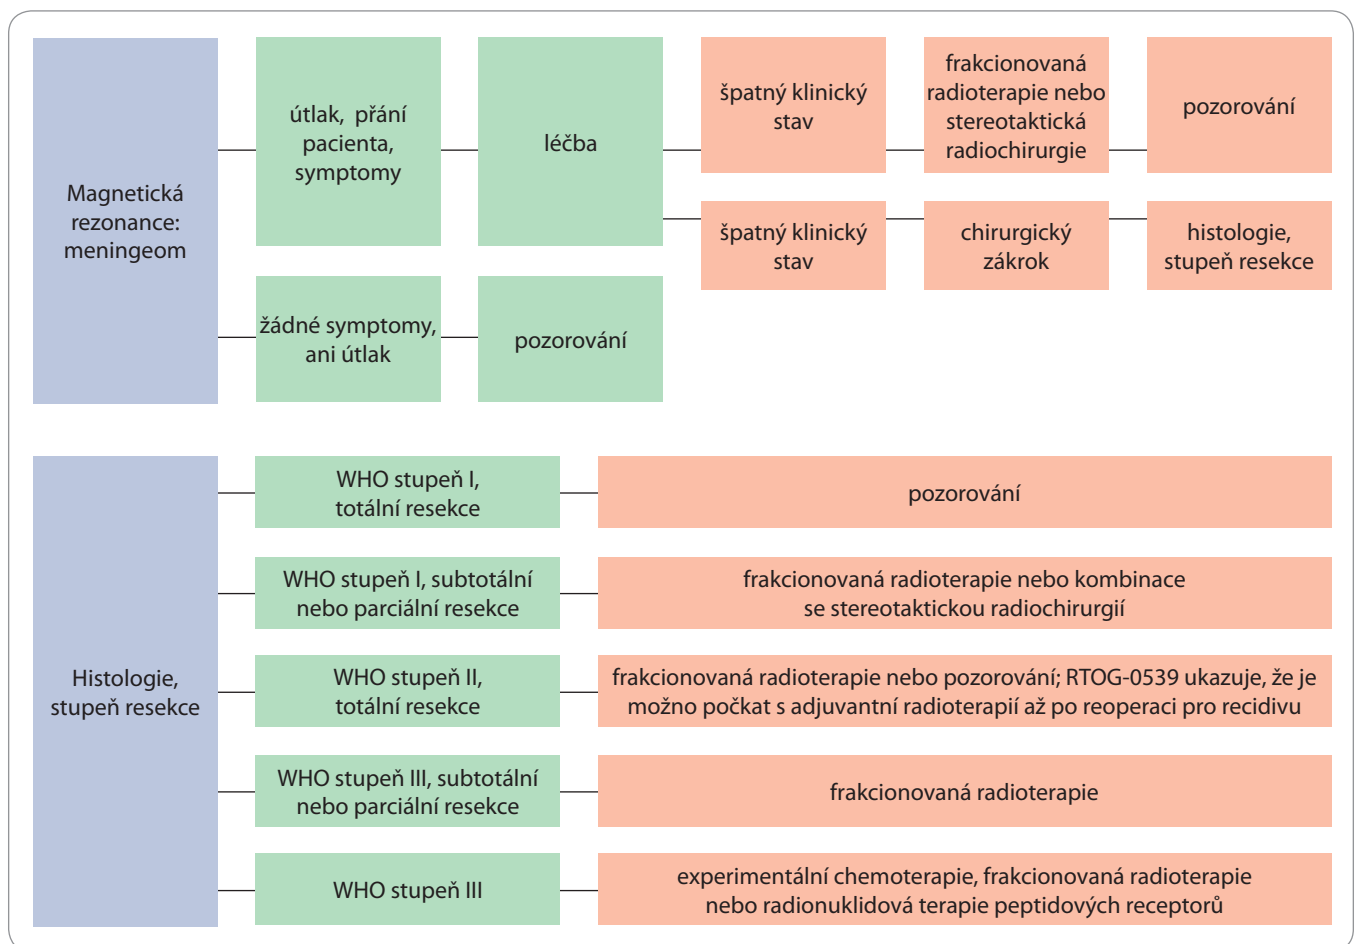 Magnetická
rezonance:
meningeom
útlak, přání
pacienta,
symptomy
léčba
špatný klinický
stav
frakcionovaná
radioterapie nebo
stereotaktická
radiochirurgie
pozorování
špatný klinický
stav
chirurgický
zákrok
histologie,
stupeň resekce
žádné symptomy,
ani útlak
pozorování
Histologie,
stupeň resekce
WHO stupeň I,
totální resekce
pozorování
WHO stupeň I, subtotální
nebo parciální resekce
frakcionovaná radioterapie nebo kombinace
se stereotaktickou radiochirurgií
WHO stupeň II,
totální resekce
frakcionovaná radioterapie nebo pozorování; RTOG-0539 ukazuje, že je
možno počkat s adjuvantní radioterapií až po reoperaci pro recidivu
WHO stupeň III, subtotální
nebo parciální resekce
frakcionovaná radioterapie
WHO stupeň III
experimentální chemoterapie, frakcionovaná radioterapie
nebo radionuklidová terapie peptidových receptorů